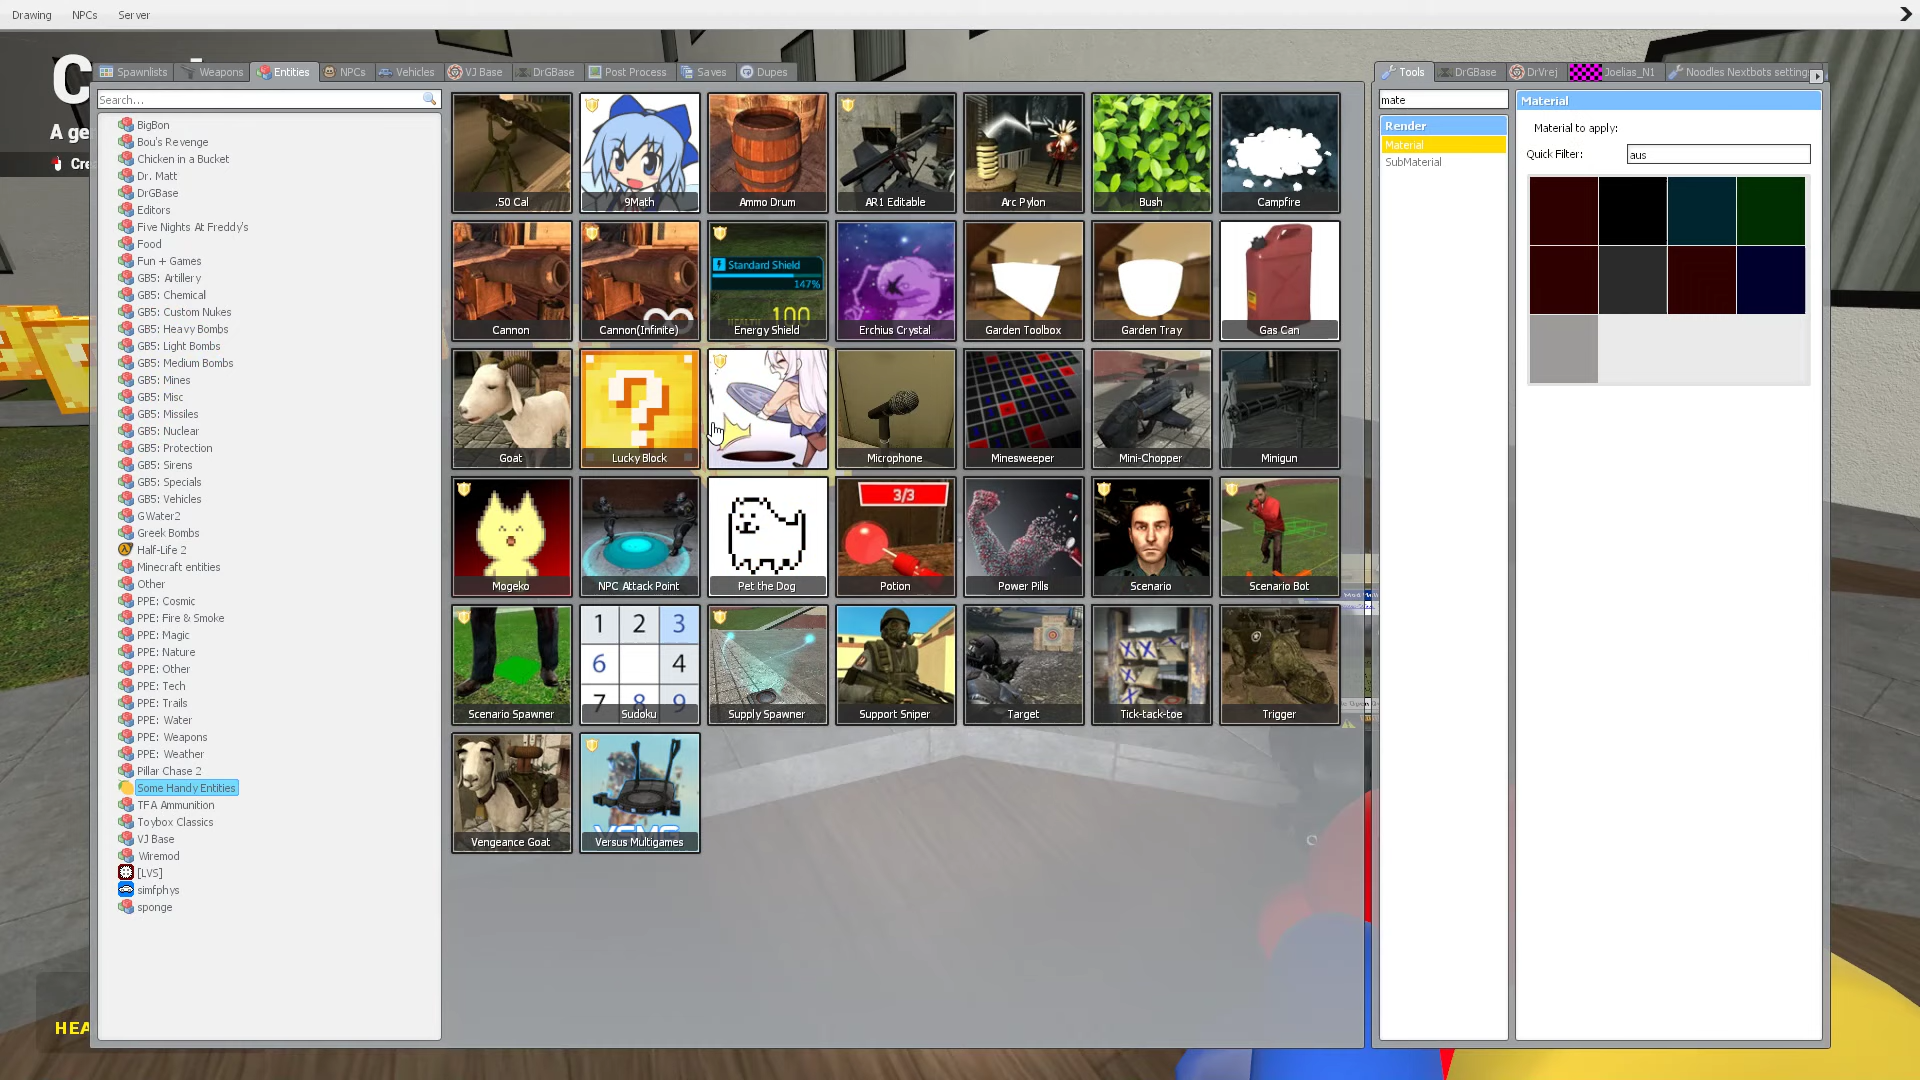 Drawing NPCs Server
C
A ge
Cre
Spawnlists Weapons Entities NPCs Vehicles VJ Base DrGBase Post Process Saves Dupes
Search...
BigBon
Bou's Revenge
Chicken in a Bucket
Dr. Matt
DrGBase
Editors
Five Nights At Freddy's
Food
Fun + Games
GB5: Artillery
GB5: Chemical
GB5: Custom Nukes
GB5: Heavy Bombs
GB5: Light Bombs
GB5: Medium Bombs
GB5: Mines
GB5: Misc
GB5: Missiles
GB5: Nuclear
GB5: Protection
GB5: Sirens
GB5: Specials
GB5: Vehicles
GWater2
Greek Bombs
Half-Life 2
Minecraft entities
Other
PPE: Cosmic
PPE: Fire & Smoke
PPE: Magic
PPE: Nature
PPE: Other
PPE: Tech
PPE: Trails
PPE: Water
PPE: Weapons
PPE: Weather
Pillar Chase 2
Some Handy Entities
TFA Ammunition
Toybox Classics
VJ Base
Wiremod
[LVS]
simfphys
sponge
.50 Cal 9Math Ammo Drum AR1 Editable Arc Pylon Bush Campfire
Standard Shield
147%
100
Cannon Cannon(Infinite) Energy Shield Erchius Crystal Garden Toolbox Garden Tray Gas Can
Goat Lucky Block Microphone Minesweeper Mini-Chopper Minigun
3/3
Mogeko NPC Attack Point Pet the Dog Potion Power Pills Scenario Scenario Bot
1 2 3
6 4
7 8 9
Scenario Spawner Sudoku Supply Spawner Support Sniper Target Tick-tack-toe Trigger
VSMG
Vengeance Goat Versus Multigames
Tools DrGBase DrVrej Joelias_N1 Noodles Nextbots setting
mate
Render
Material
SubMaterial
Material
Material to apply:
Quick Filter: aus
HEA